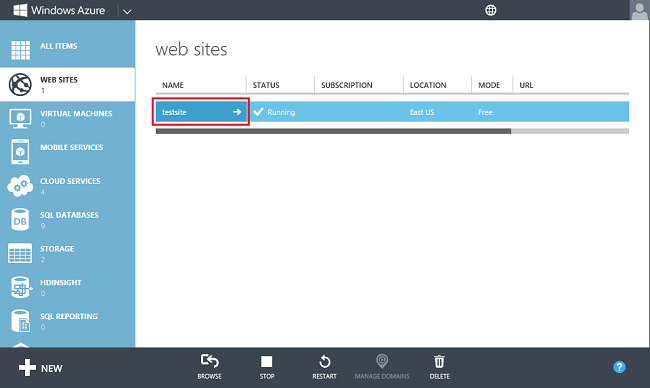 Windows Azure
ALL ITEMS
WEB SITES
1
VIRTUAL MACHINES
0
MOBILE SERVICES
CLOUD SERVICES
4
SQL DATABASES
9
DB
STORAGE
2
HDINSIGHT
0
SQL REPORTING
0
web sites
NAME STATUS SUBSCRIPTION LOCATION MODE URL
testsite Running East US Free
NEW
BROWSE STOP RESTART MANAGE DOMAINS DELETE
?